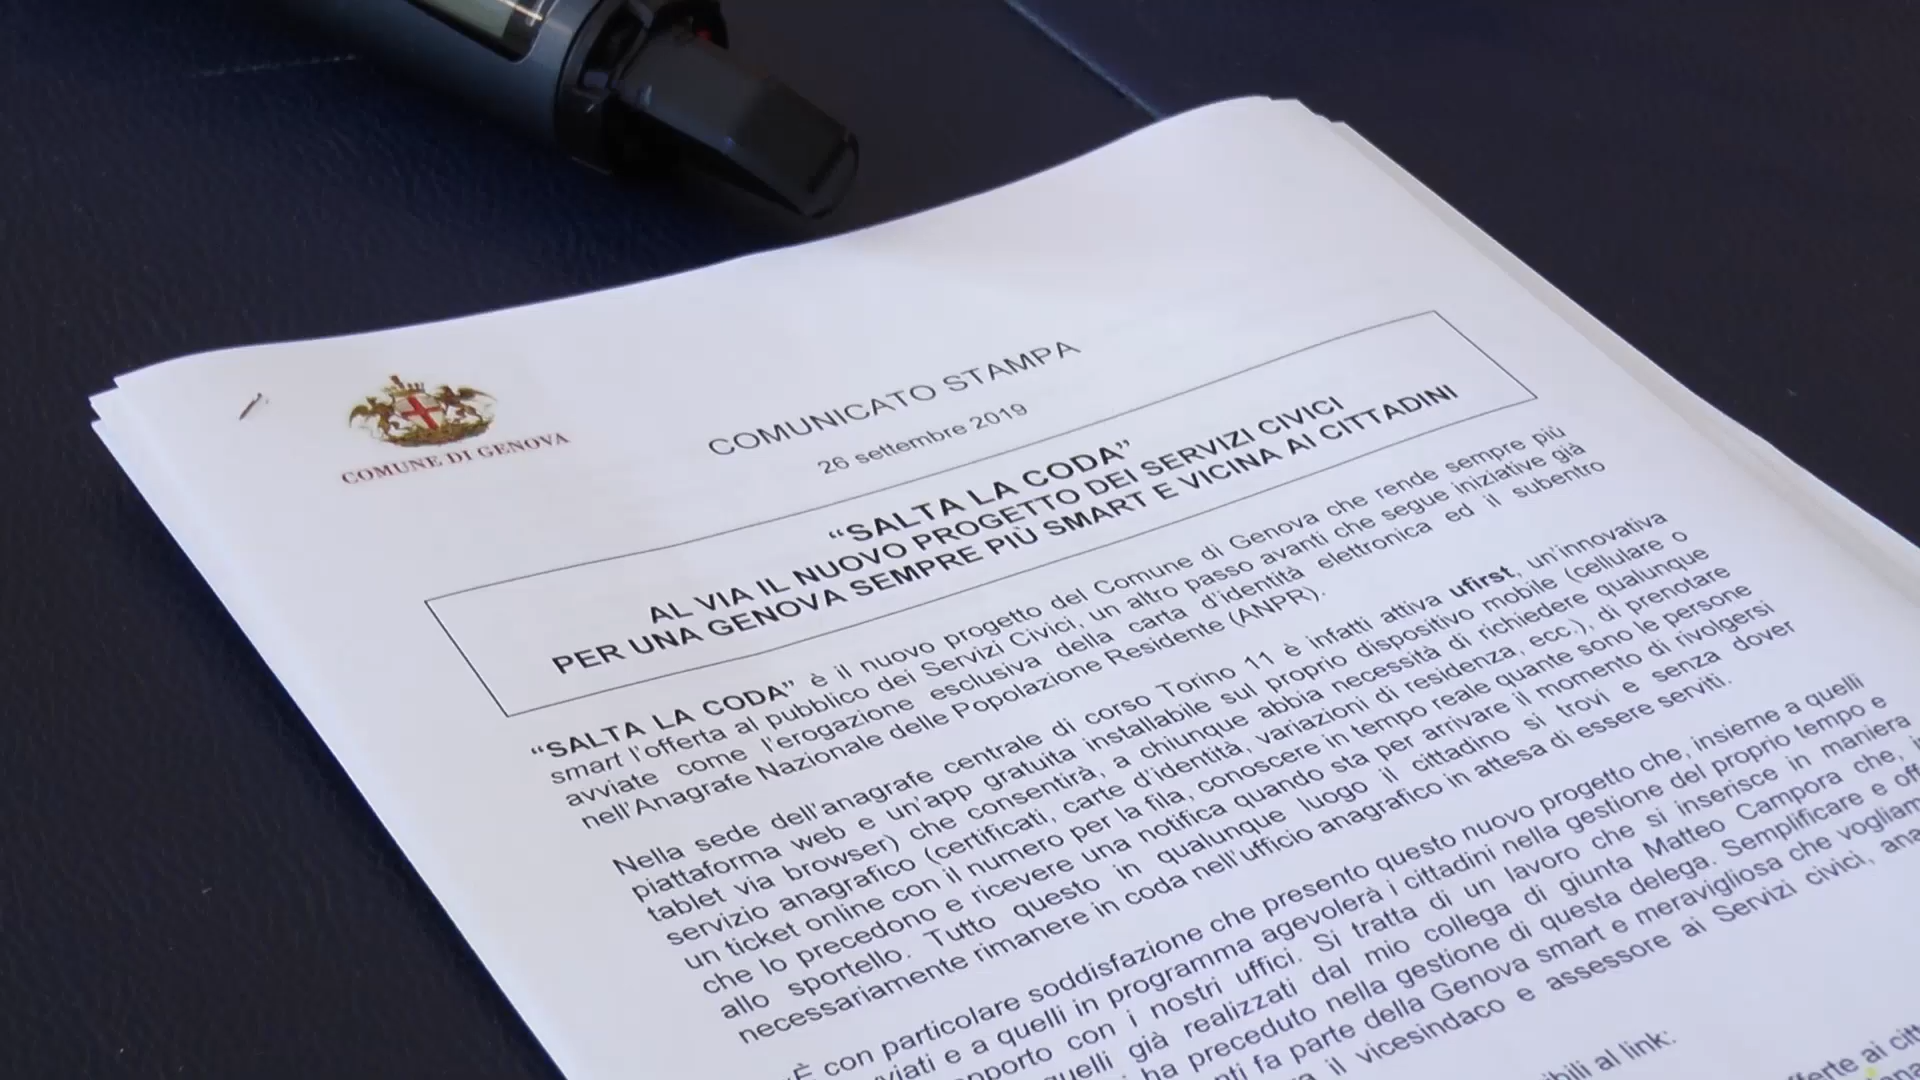 COMUNE DI GENOVA
COMUNICATO STAMPA
26 settembre 2019
“SALTA LA CODA”
AL VIA IL NUOVO PROGETTO DEI SERVIZI CIVICI
PER UNA GENOVA SEMPRE PIÙ SMART E VICINA AI CITTADINI
“SALTA LA CODA” è il nuovo progetto del Comune di Genova che rende sempre più
smart l’offerta al pubblico dei Servizi Civici, un altro passo avanti che segue iniziative già
avviate come l’erogazione esclusiva della carta d’identità elettronica ed il subentro
nell’Anagrafe Nazionale delle Popolazione Residente (ANPR).
Nella sede dell’anagrafe centrale di corso Torino 11 è infatti attiva ufirst, un’innovativa
piattaforma web e un’app gratuita installabile sul proprio dispositivo mobile (cellulare o
tablet via browser) che consentirà, a chiunque abbia necessità di richiedere qualunque
servizio anagrafico (certificati, carte d’identità, variazioni di residenza, ecc.), di prenotare
un ticket online con il numero per la fila, conoscere in tempo reale quante sono le persone
che lo precedono e ricevere una notifica quando sta per arrivare il momento di rivolgersi
allo sportello. Tutto questo in qualunque luogo il cittadino si trovi e senza dover
necessariamente rimanere in coda nell’ufficio anagrafico in attesa di essere serviti.
È con particolare soddisfazione che presento questo nuovo progetto che, insieme a quelli
e a quelli in programma agevolerà i cittadini nella gestione del proprio tempo e
con i nostri uffici. Si tratta di un lavoro che si inserisce in maniera
quelli già realizzati dal mio collega di giunta Matteo Campora che,
ha preceduto nella gestione di questa delega. Semplificare e
fa parte della Genova smart e meravigliosa che vogliam
il vicesindaco e assessore ai Servizi civici,
al link:
ai